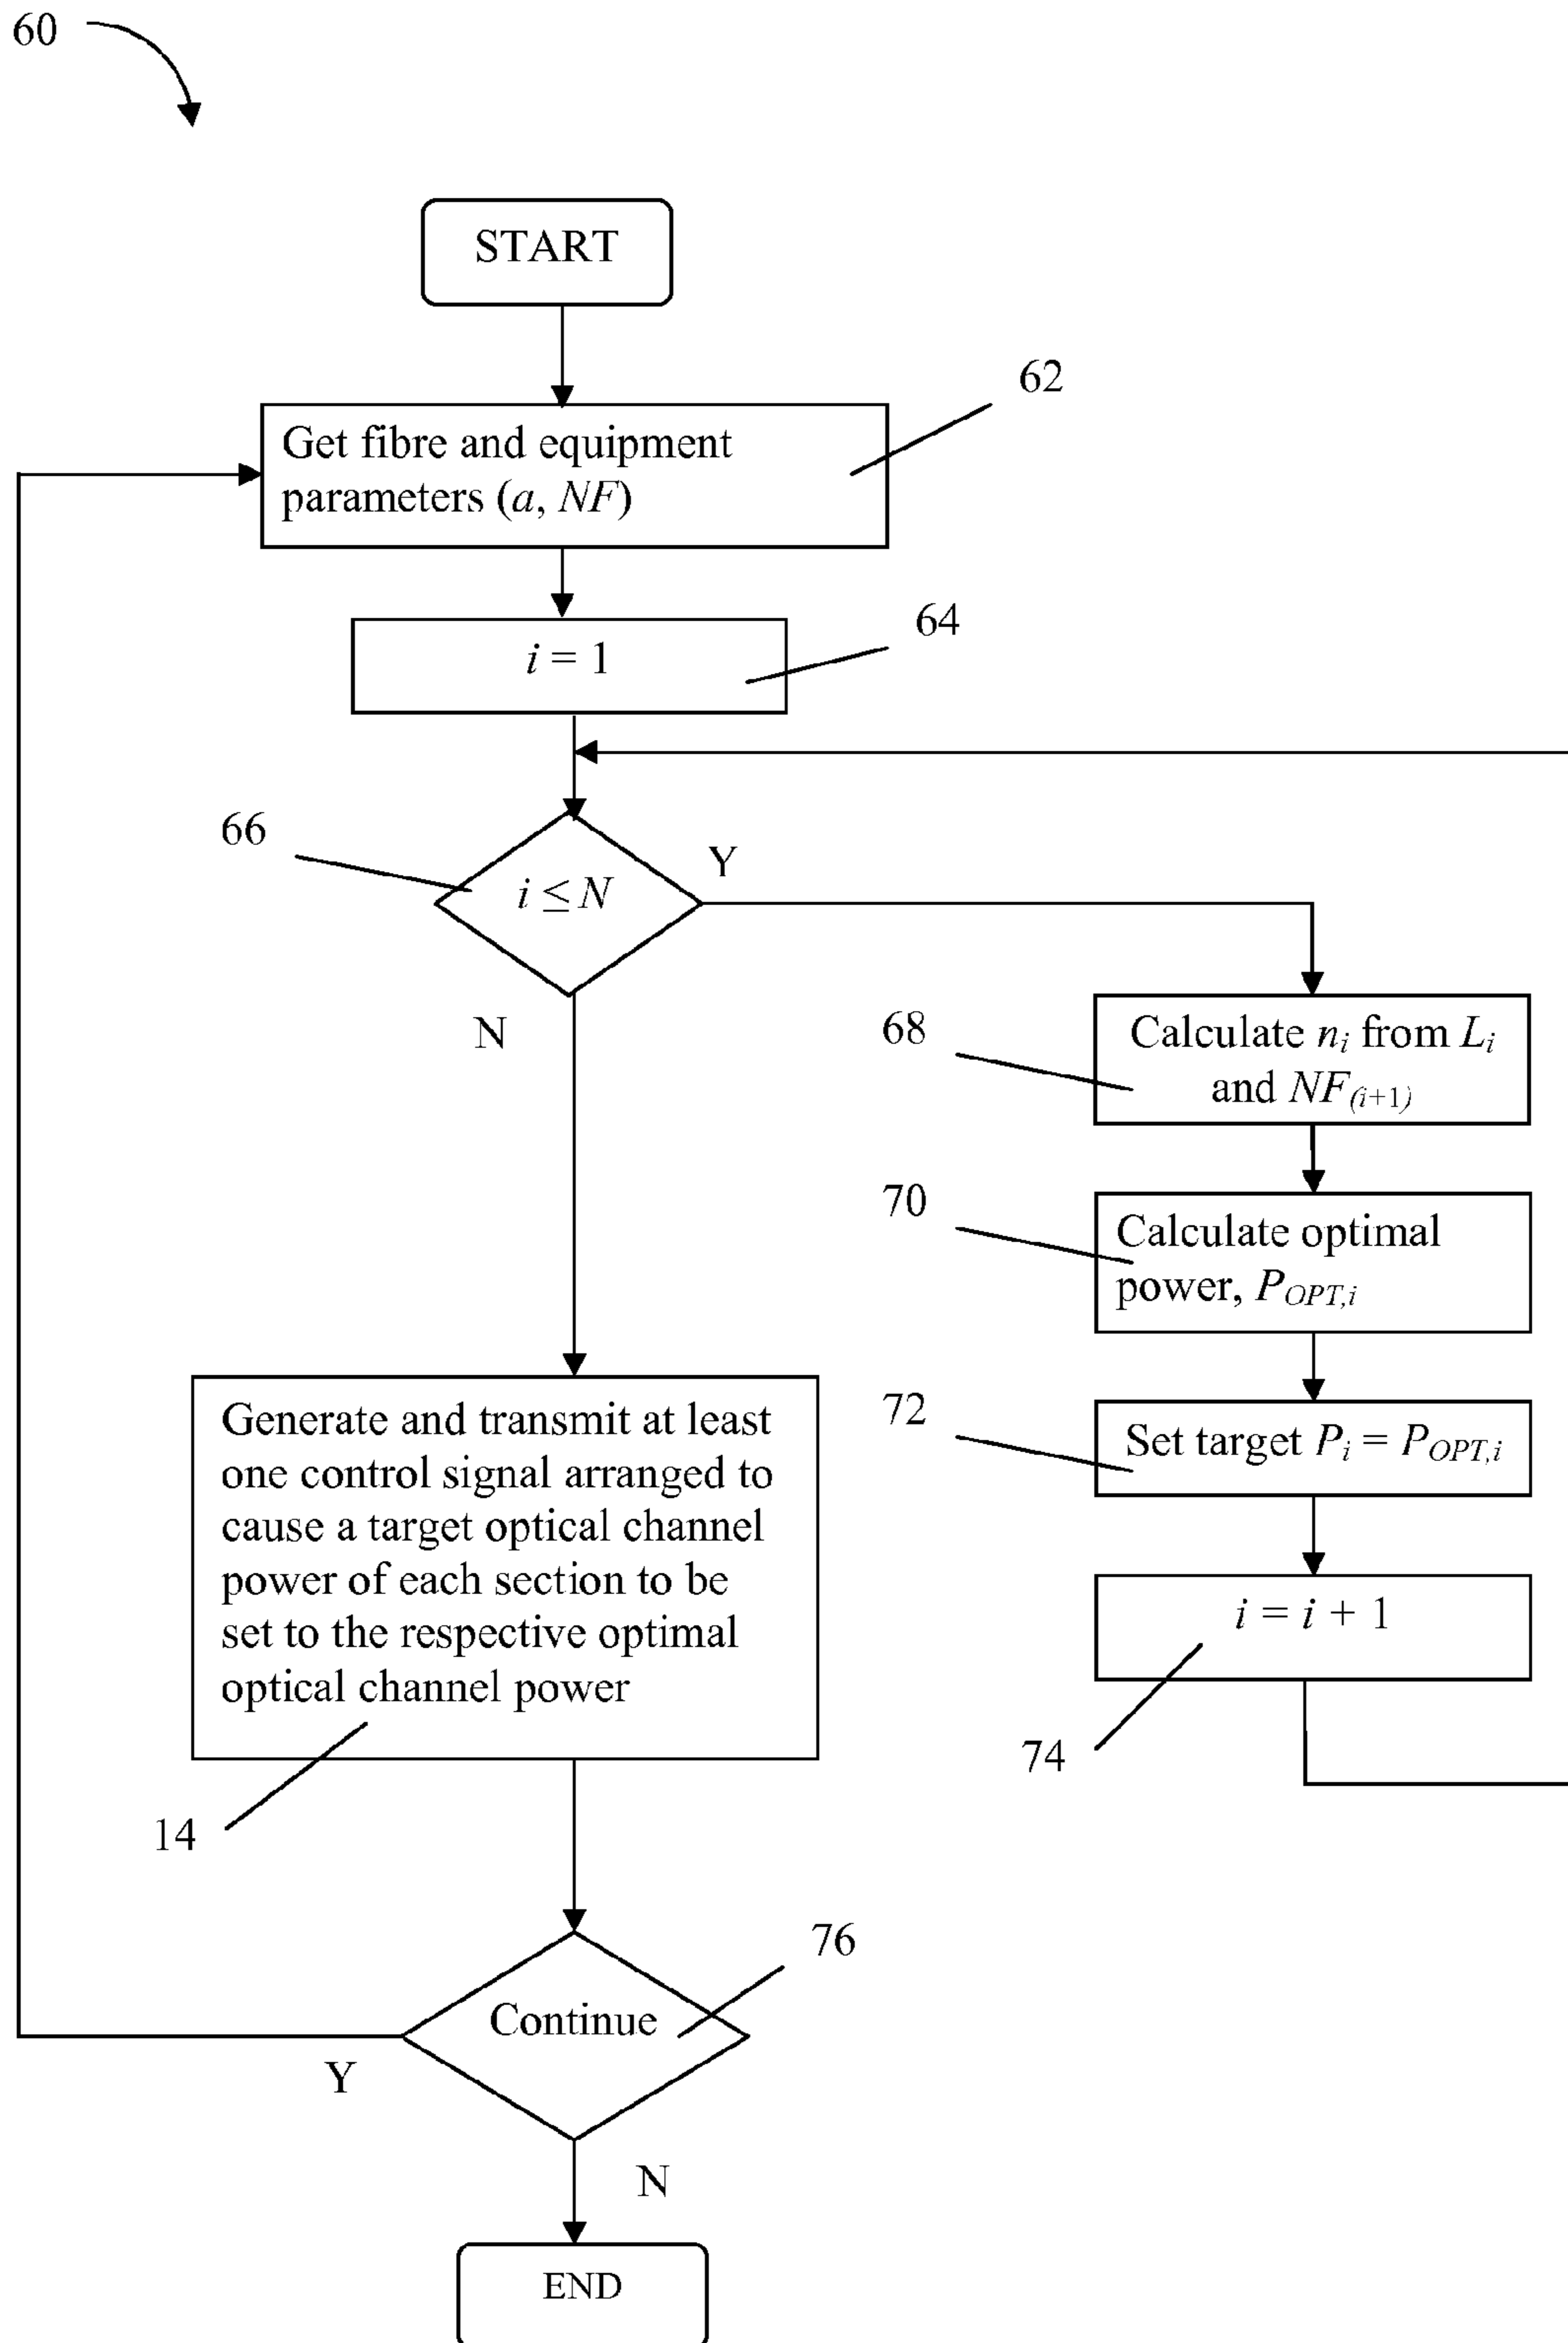 60
START
62
Get fibre and equipment
parameters (a, NF)
64
i = 1
66
i ≤ N
Y
N
68
Calculate nᵢ from Lᵢ
and NF₍ᵢ₊₁₎
70
Calculate optimal
power, P_OPT,i
72
Set target Pᵢ = P_OPT,i
74
i = i + 1
Generate and transmit at least
one control signal arranged to
cause a target optical channel
power of each section to be
set to the respective optimal
optical channel power
14
76
Continue
Y
N
END